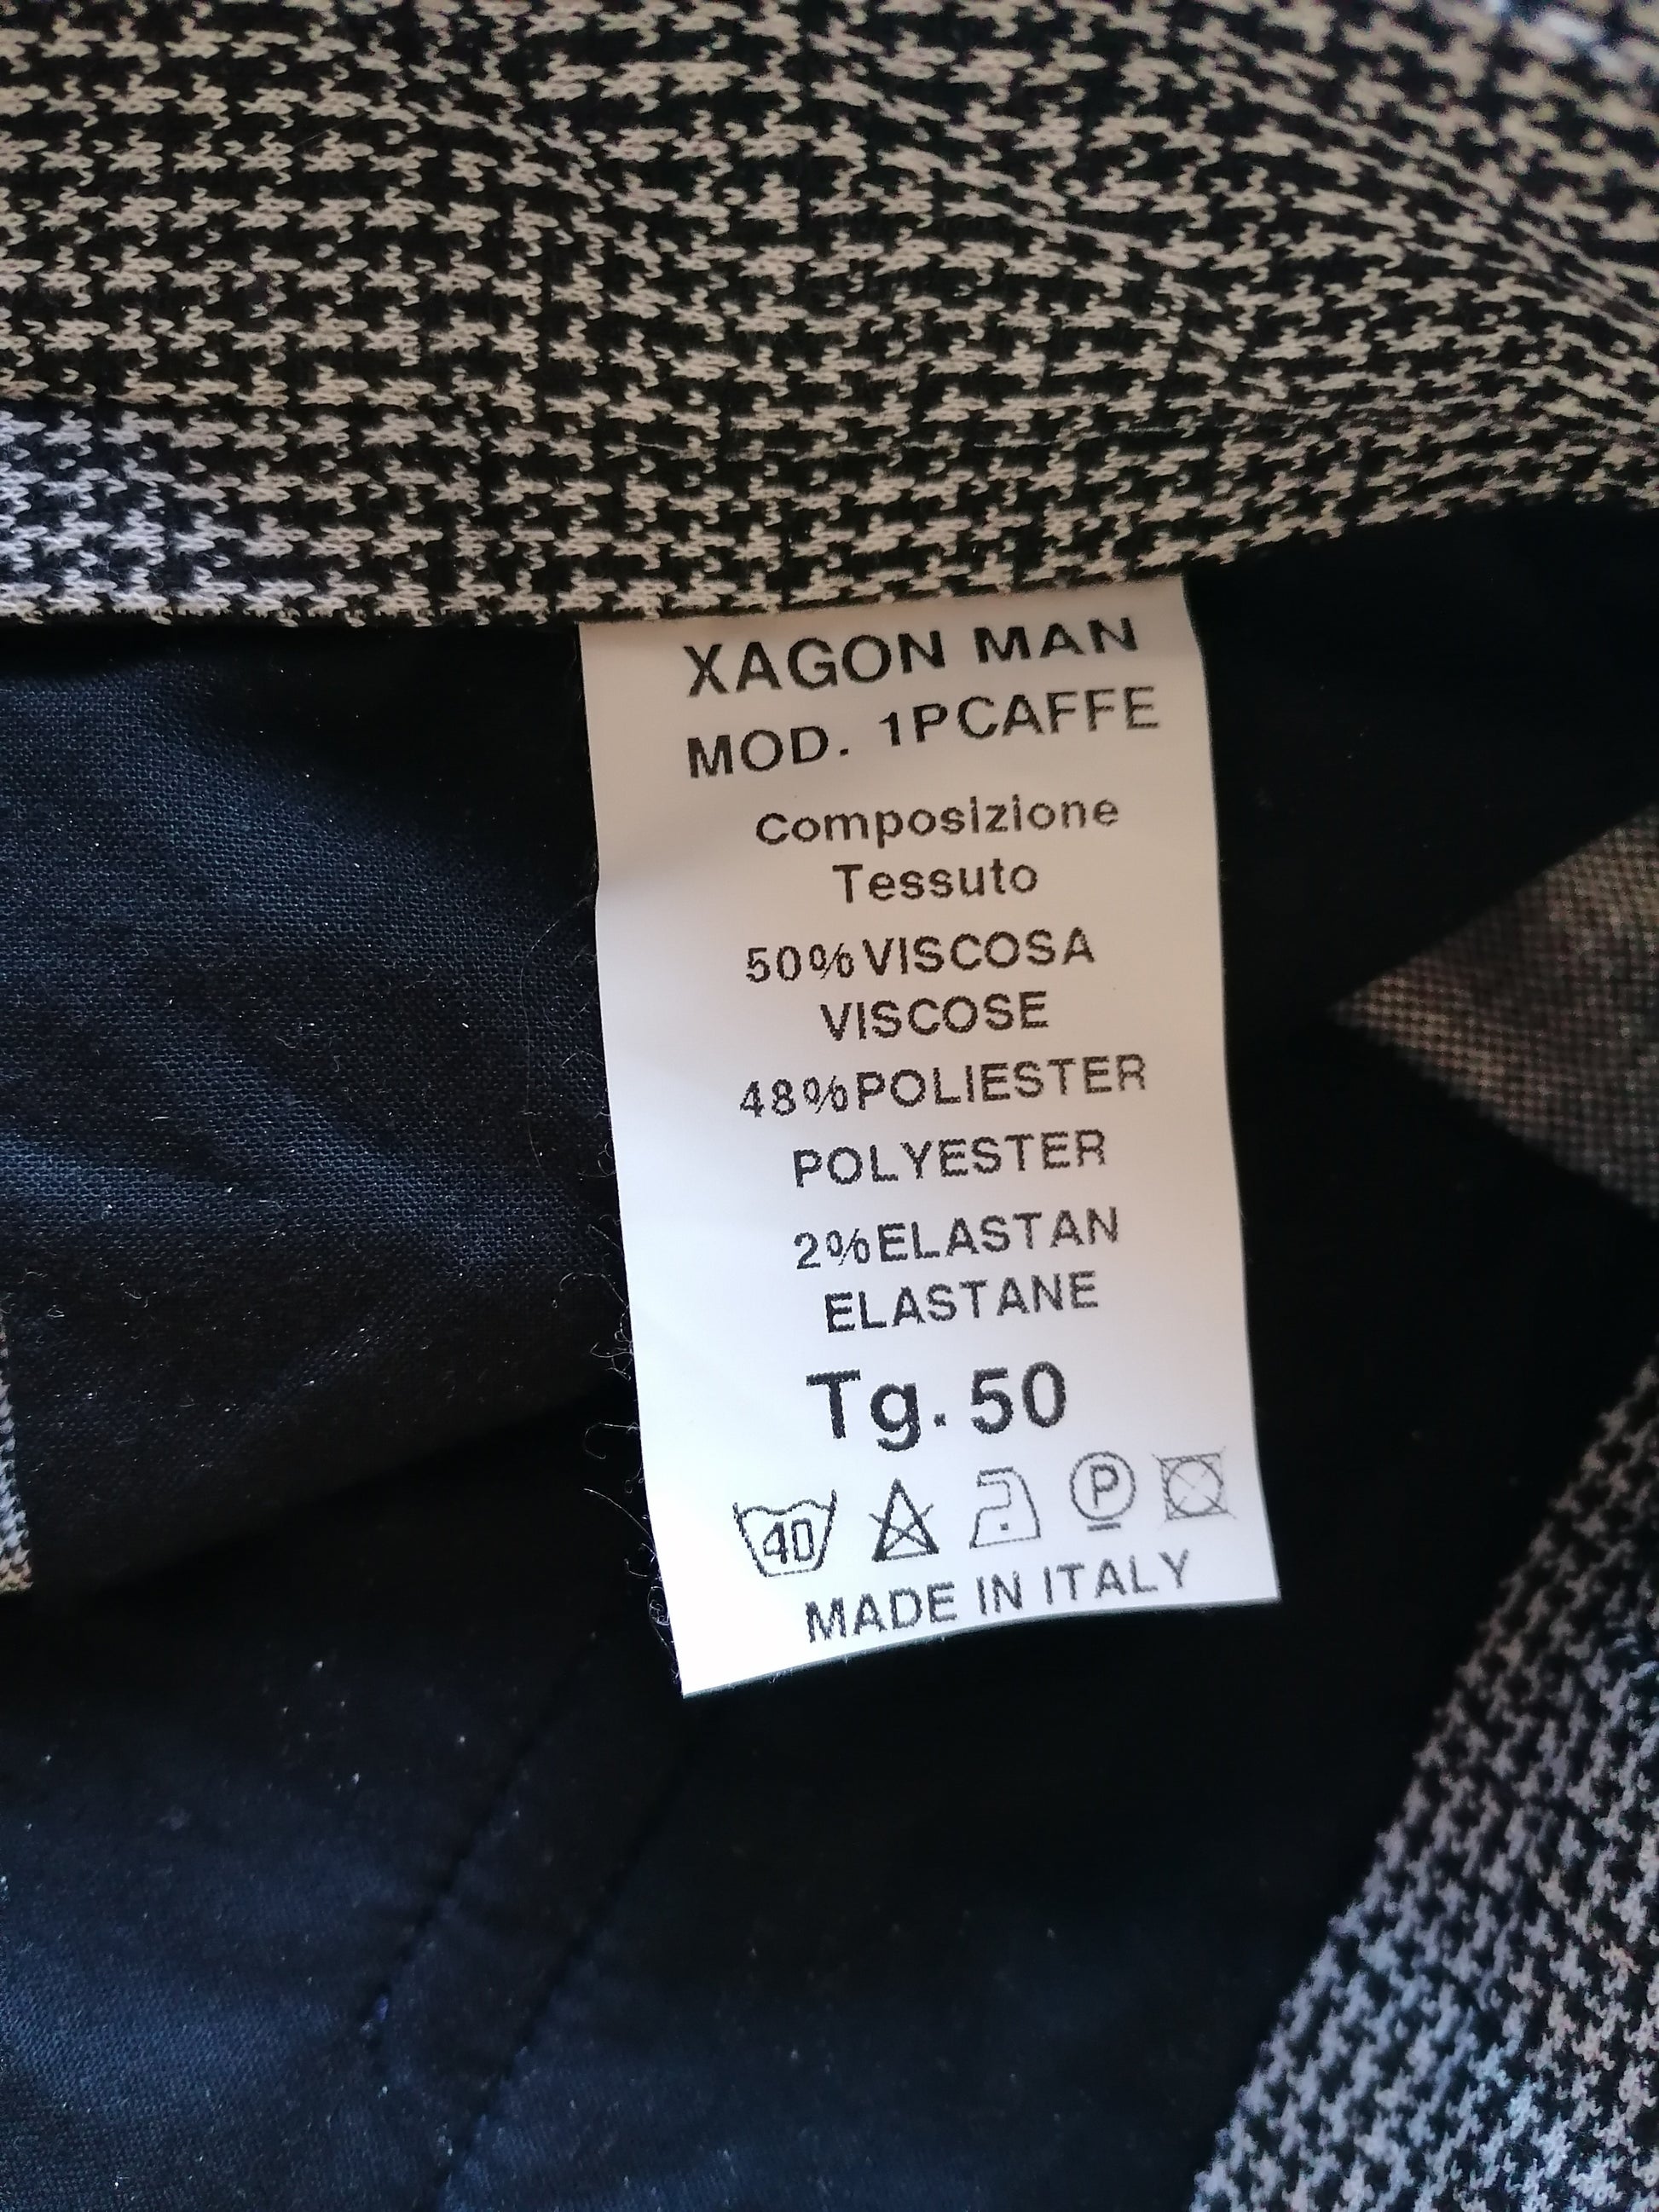 XAGON MAN
MOD. 1PCAFFE
Composizione
Tessuto
50%VISCOSA
VISCOSE
48%POLIESTER
POLYESTER
2%ELASTAN
ELASTANE
Tg. 50
40 P
MADE IN ITALY